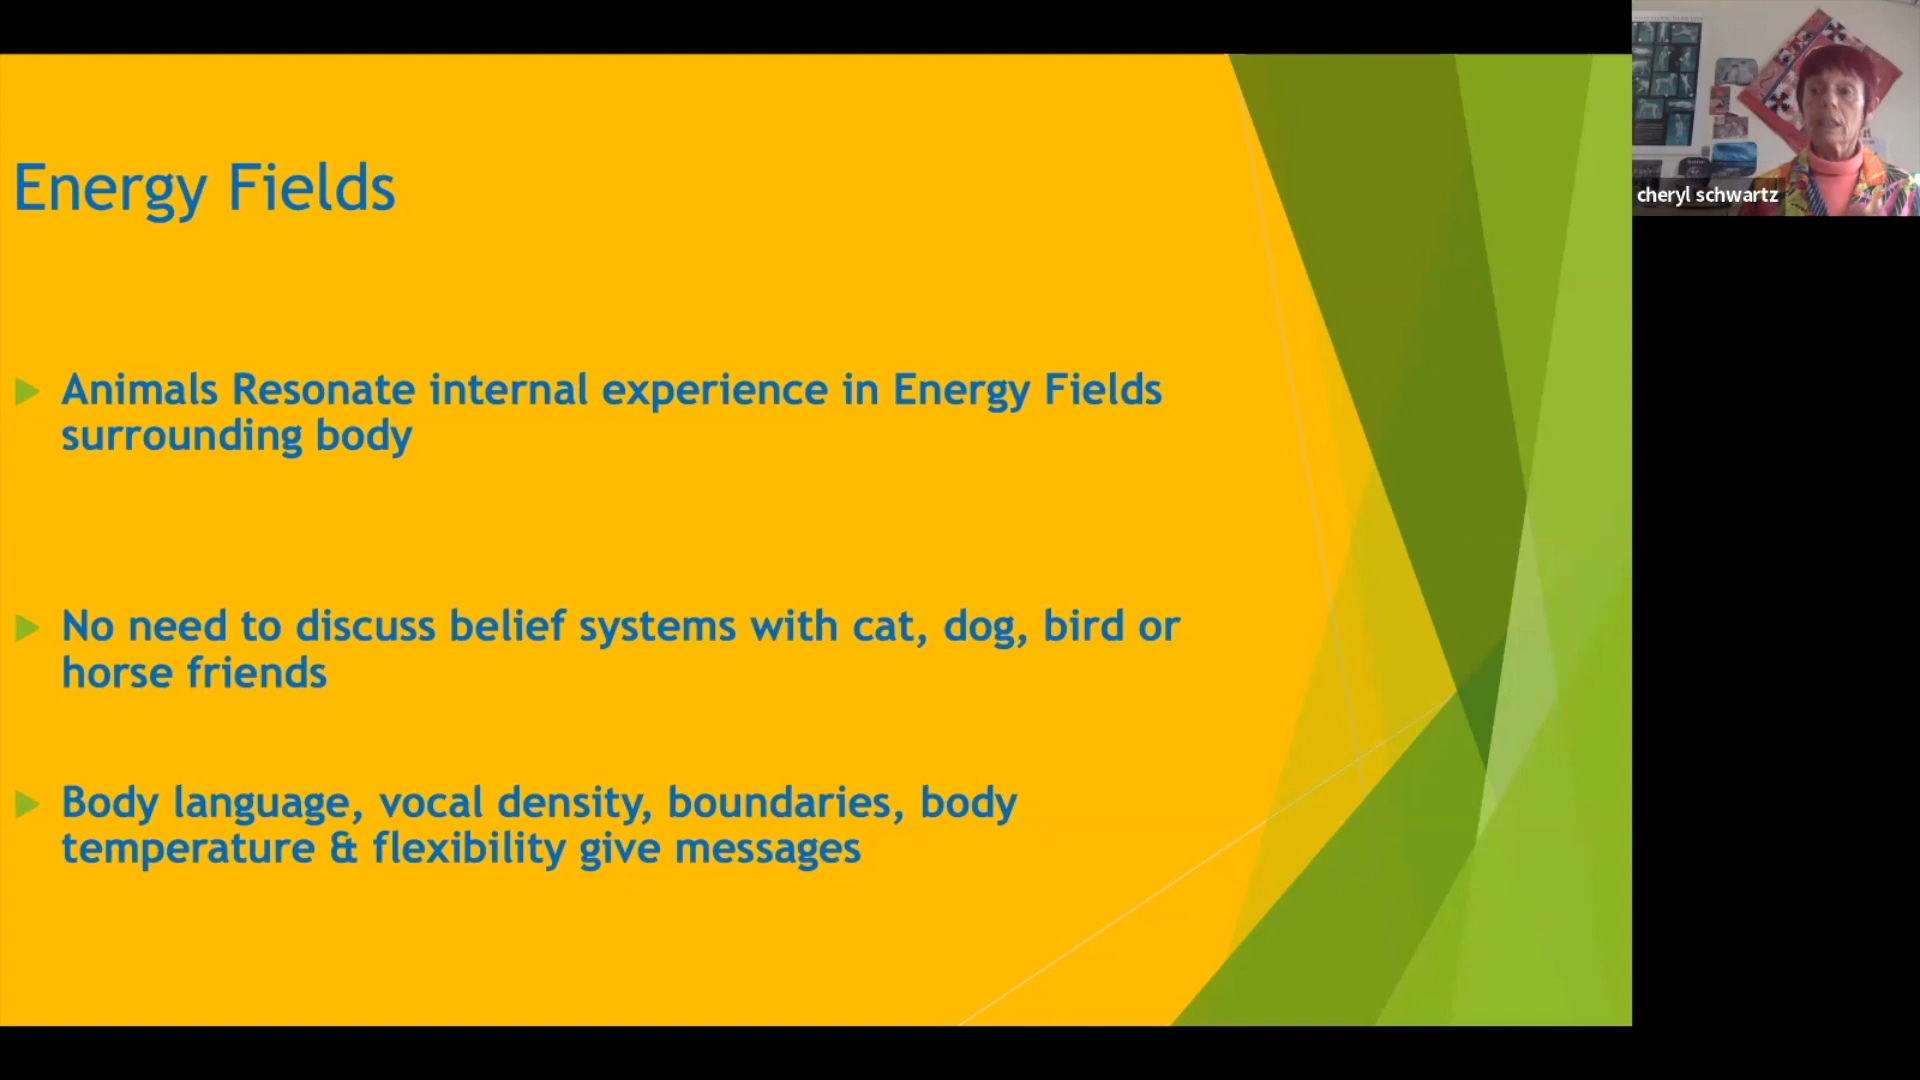 Energy Fields
Animals Resonate internal experience in Energy Fields
surrounding body
No need to discuss belief systems with cat, dog, bird or
horse friends
Body language, vocal density, boundaries, body
temperature & flexibility give messages
cheryl schwartz